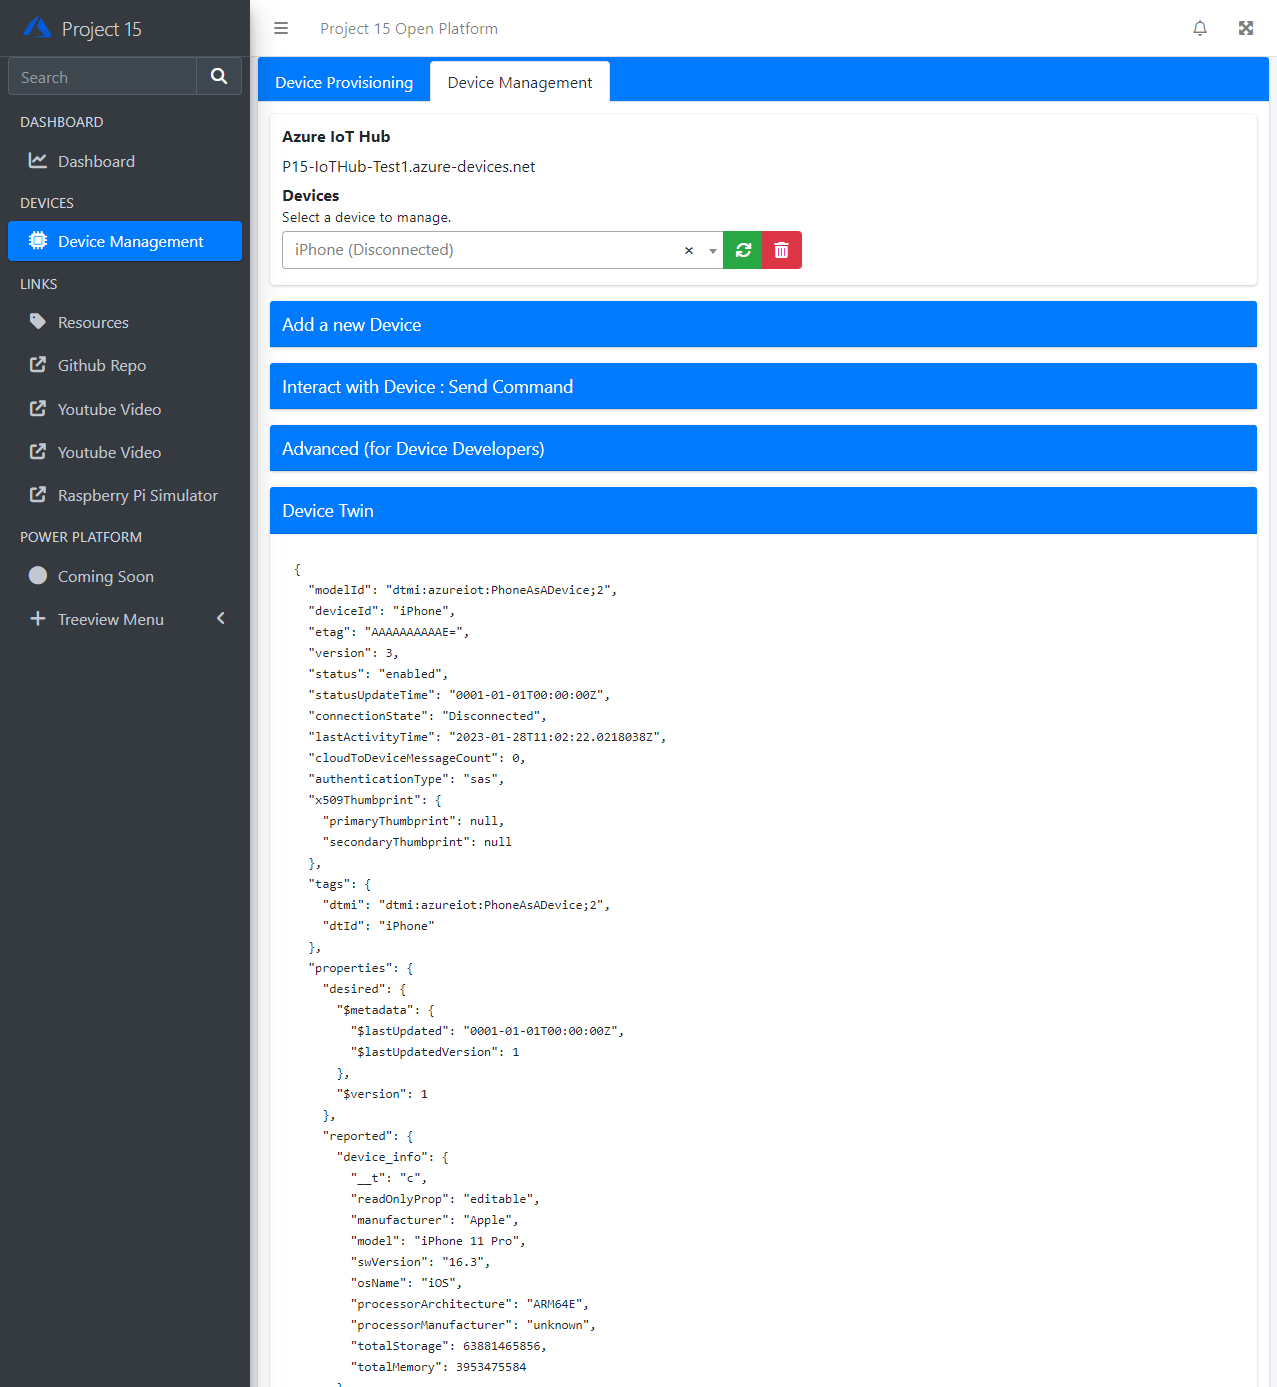 Project 15
Search
DASHBOARD
Dashboard
DEVICES
Device Management
LINKS
Resources
Github Repo
Youtube Video
Youtube Video
Raspberry Pi Simulator
POWER PLATFORM
Coming Soon
Treeview Menu
Project 15 Open Platform
Device Provisioning
Device Management
Azure IoT Hub
P15-IoTHub-Test1.azure-devices.net
Devices
Select a device to manage.
iPhone (Disconnected)
Add a new Device
Interact with Device : Send Command
Advanced (for Device Developers)
Device Twin
{
"modelId": "dtmi:azureiot:PhoneAsADevice;2",
"deviceId": "iPhone",
"etag": "AAAAAAAAAAE=",
"version": 3,
"status": "enabled",
"statusUpdateTime": "0001-01-01T00:00:00Z",
"connectionState": "Disconnected",
"lastActivityTime": "2023-01-28T11:02:22.0218038Z",
"cloudToDeviceMessageCount": 0,
"authenticationType": "sas",
"x509Thumbprint": {
"primaryThumbprint": null,
"secondaryThumbprint": null
},
"tags": {
"dtmi": "dtmi:azureiot:PhoneAsADevice;2",
"dtId": "iPhone"
},
"properties": {
"desired": {
"$metadata": {
"$lastUpdated": "0001-01-01T00:00:00Z",
"$lastUpdatedVersion": 1
},
"$version": 1
},
"reported": {
"device_info": {
"__t": "c",
"readOnlyProp": "editable",
"manufacturer": "Apple",
"model": "iPhone 11 Pro",
"swVersion": "16.3",
"osName": "iOS",
"processorArchitecture": "ARM64E",
"processorManufacturer": "unknown",
"totalStorage": 63881465856,
"totalMemory": 3953475584